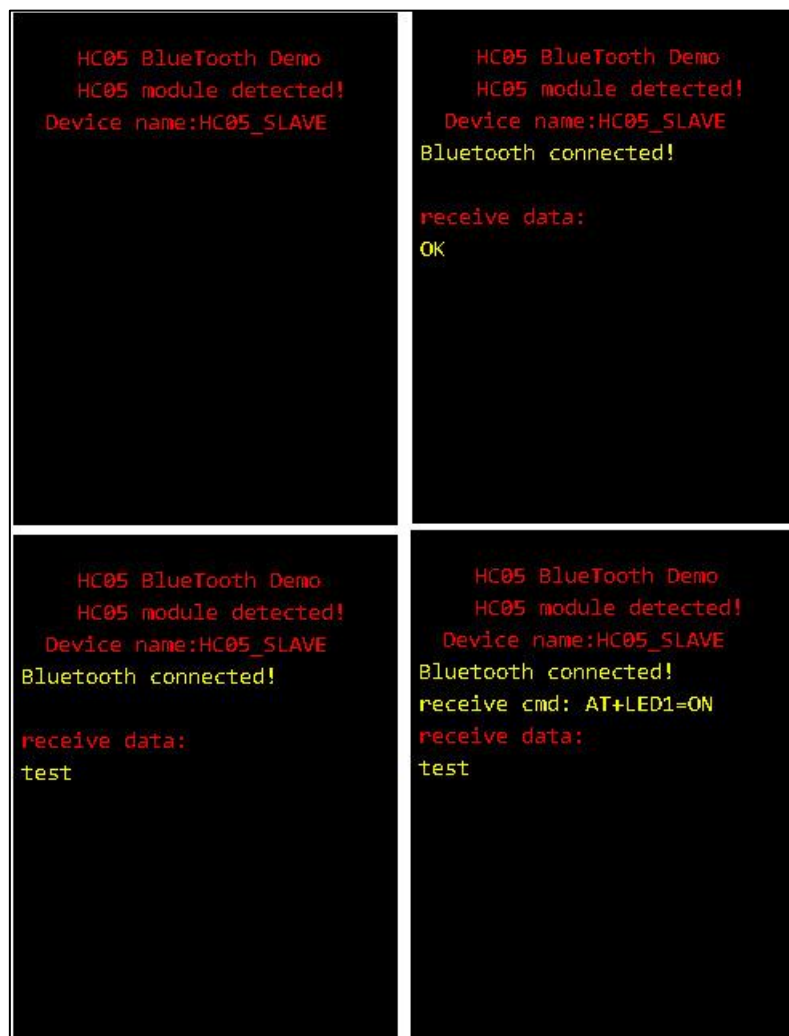 HC05 BlueTooth Demo
HC05 module detected!
Device name:HC05_SLAVE
HC05 BlueTooth Demo
HC05 module detected!
Device name:HC05_SLAVE
Bluetooth connected!
receive data:
OK
HC05 BlueTooth Demo
HC05 module detected!
Device name:HC05_SLAVE
Bluetooth connected!
receive data:
test
HC05 BlueTooth Demo
HC05 module detected!
Device name:HC05_SLAVE
Bluetooth connected!
receive cmd: AT+LED1=ON
receive data:
test